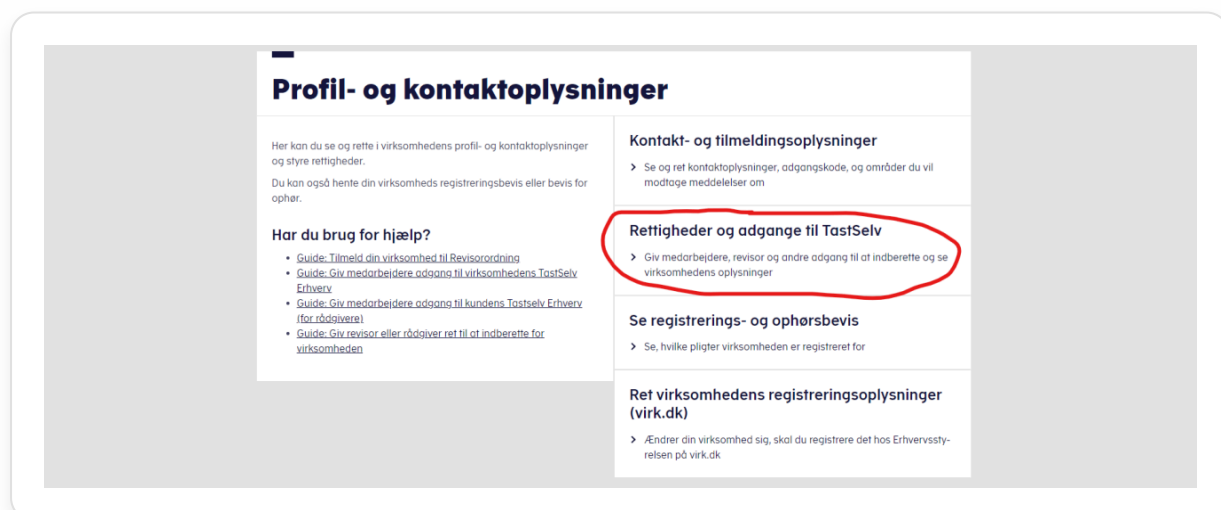 Profil- og kontaktoplysninger
Her kan du se og rette i virksomhedens profil- og kontaktoplysninger
og styre rettigheder.
Du kan også hente din virksomheds registreringsbevis eller bevis for
ophør.
Har du brug for hjælp?
• Guide: Tilmeld din virksomhed til Revisorordning
• Guide: Giv medarbejdere adgang til virksomhedens TastSelv
Erhverv
• Guide: Giv medarbejdere adgang til kundens Tastselv Erhverv
(for rådgivere)
• Guide: Giv revisor eller rådgiver ret til at indberette for
virksomheden
Kontakt- og tilmeldingsoplysninger
Se og ret kontaktoplysninger, adgangskode, og områder du vil
modtage meddelelser om
Rettigheder og adgange til TastSelv
Giv medarbejdere, revisor og andre adgang til at indberette og se
virksomhedens oplysninger
Se registrerings- og ophørsbevis
Se, hvilke pligter virksomheden er registreret for
Ret virksomhedens registreringsoplysninger
(virk.dk)
Ændrer din virksomhed sig, skal du registrere det hos Erhvervssty-
relsen på virk.dk